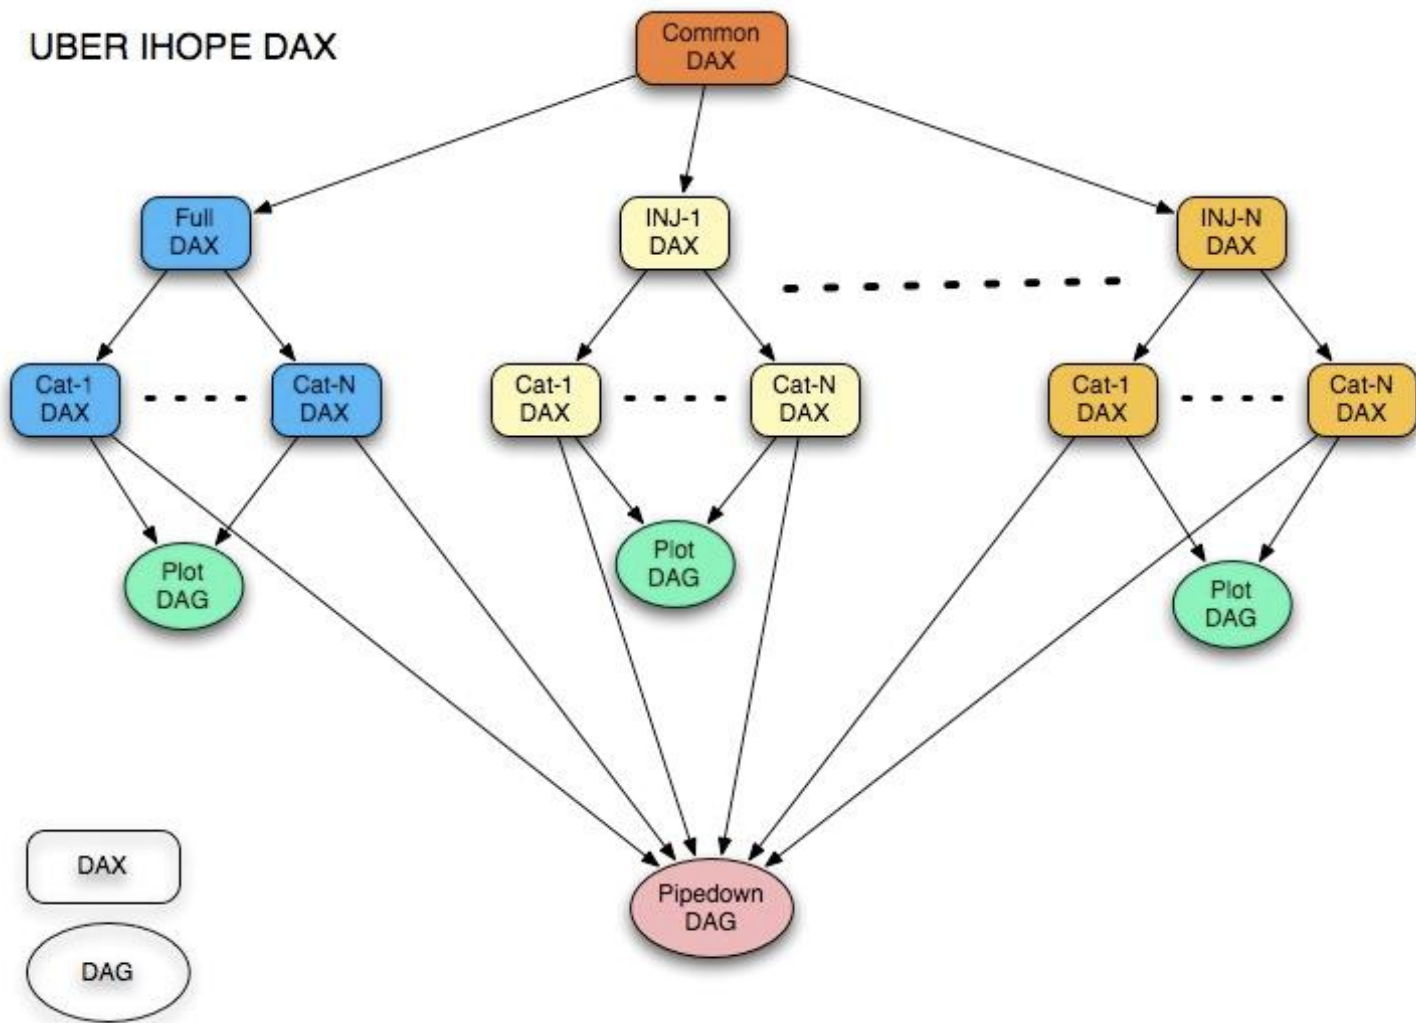 UBER IHOPE DAX
Common
DAX
Full
DAX
INJ-1
DAX
INJ-N
DAX
Cat-1
DAX
Cat-N
DAX
Cat-1
DAX
Cat-N
DAX
Cat-1
DAX
Cat-N
DAX
Plot
DAG
Plot
DAG
Plot
DAG
Pipedown
DAG
DAX
DAG